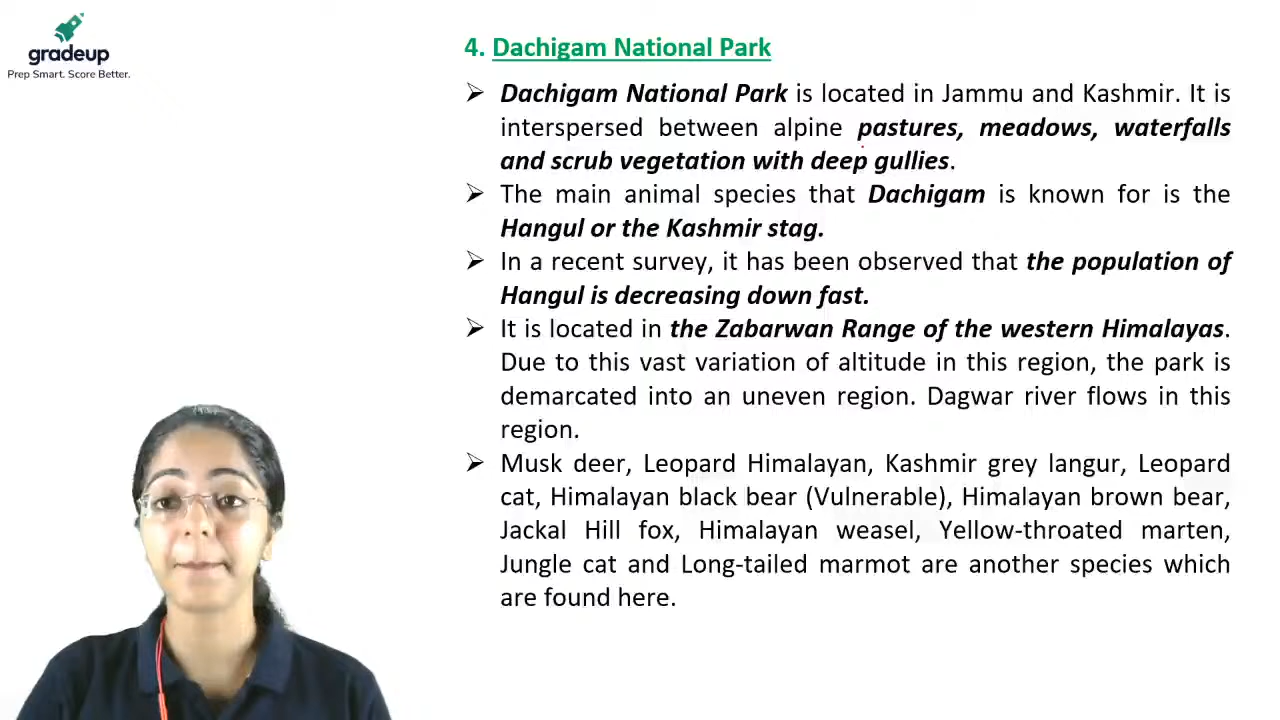 gradeup
Prep Smart. Score Better.
4. Dachigam National Park
➢ Dachigam National Park is located in Jammu and Kashmir. It is
interspersed between alpine pastures, meadows, waterfalls
and scrub vegetation with deep gullies.
➢ The main animal species that Dachigam is known for is the
Hangul or the Kashmir stag.
➢ In a recent survey, it has been observed that the population of
Hangul is decreasing down fast.
➢ It is located in the Zabarwan Range of the western Himalayas.
Due to this vast variation of altitude in this region, the park is
demarcated into an uneven region. Dagwar river flows in this
region.
➢ Musk deer, Leopard Himalayan, Kashmir grey langur, Leopard
cat, Himalayan black bear (Vulnerable), Himalayan brown bear,
Jackal Hill fox, Himalayan weasel, Yellow-throated marten,
Jungle cat and Long-tailed marmot are another species which
are found here.